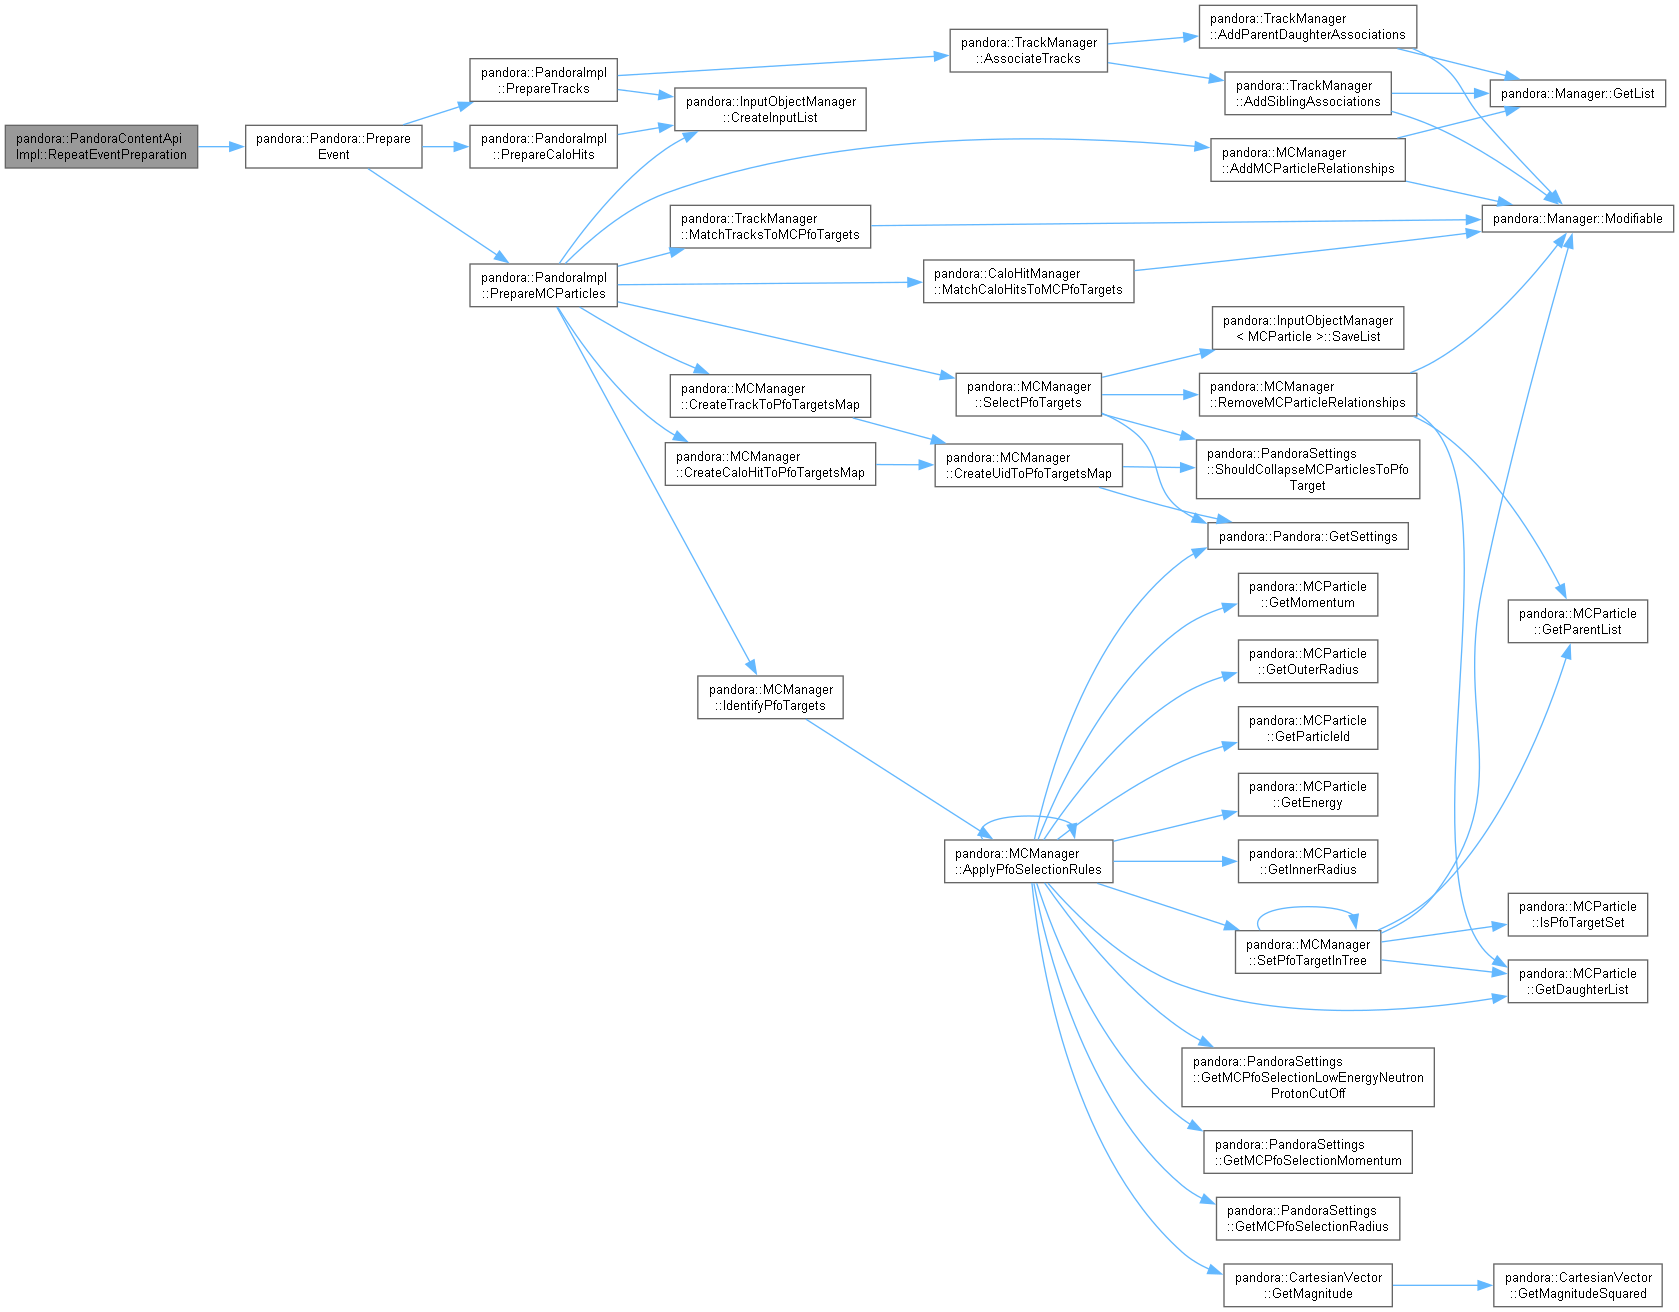 pandora::PandoraContentApi
Impl::RepeatEventPreparation
pandora::Pandora::Prepare
Event
pandora::PandoraImpl
::PrepareTracks
pandora::PandoraImpl
::PrepareCaloHits
pandora::PandoraImpl
::PrepareMCParticles
pandora::InputObjectManager
::CreateInputList
pandora::TrackManager
::MatchTracksToMCPfoTargets
pandora::MCManager
::CreateTrackToPfoTargetsMap
pandora::MCManager
::CreateCaloHitToPfoTargetsMap
pandora::MCManager
::IdentifyPfoTargets
pandora::TrackManager
::AssociateTracks
pandora::CaloHitManager
::MatchCaloHitsToMCPfoTargets
pandora::MCManager
::SelectPfoTargets
pandora::MCManager
::CreateUidToPfoTargetsMap
pandora::MCManager
::ApplyPfoSelectionRules
pandora::TrackManager
::AddParentDaughterAssociations
pandora::TrackManager
::AddSiblingAssociations
pandora::MCManager
::AddMCParticleRelationships
pandora::InputObjectManager
< MCParticle >::SaveList
pandora::MCManager
::RemoveMCParticleRelationships
pandora::PandoraSettings
::ShouldCollapseMCParticlesToPfo
Target
pandora::Pandora::GetSettings
pandora::MCParticle
::GetMomentum
pandora::MCParticle
::GetOuterRadius
pandora::MCParticle
::GetParticleId
pandora::MCParticle
::GetEnergy
pandora::MCParticle
::GetInnerRadius
pandora::MCManager
::SetPfoTargetInTree
pandora::PandoraSettings
::GetMCPfoSelectionLowEnergyNeutron
ProtonCutOff
pandora::PandoraSettings
::GetMCPfoSelectionMomentum
pandora::PandoraSettings
::GetMCPfoSelectionRadius
pandora::CartesianVector
::GetMagnitude
pandora::Manager::GetList
pandora::Manager::Modifiable
pandora::MCParticle
::GetParentList
pandora::MCParticle
::IsPfoTargetSet
pandora::MCParticle
::GetDaughterList
pandora::CartesianVector
::GetMagnitudeSquared